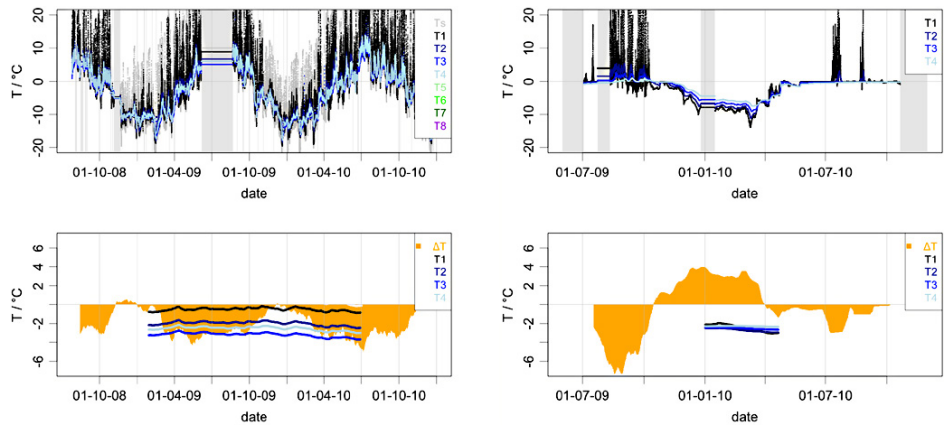 20
10
0
-10
-20
T / °C
Ts
T1
T2
T3
T4
T5
T6
T7
T8
01-10-08 01-04-09 01-10-09 01-04-10 01-10-10
date
20
10
0
-10
-20
T / °C
T1
T2
T3
T4
01-07-09 01-01-10 01-07-10
date
6
4
2
-2
-6
T / °C
ΔT
T1
T2
T3
T4
01-10-08 01-04-09 01-10-09 01-04-10 01-10-10
date
6
4
2
-2
-6
T / °C
ΔT
T1
T2
T3
T4
01-07-09 01-01-10 01-07-10
date